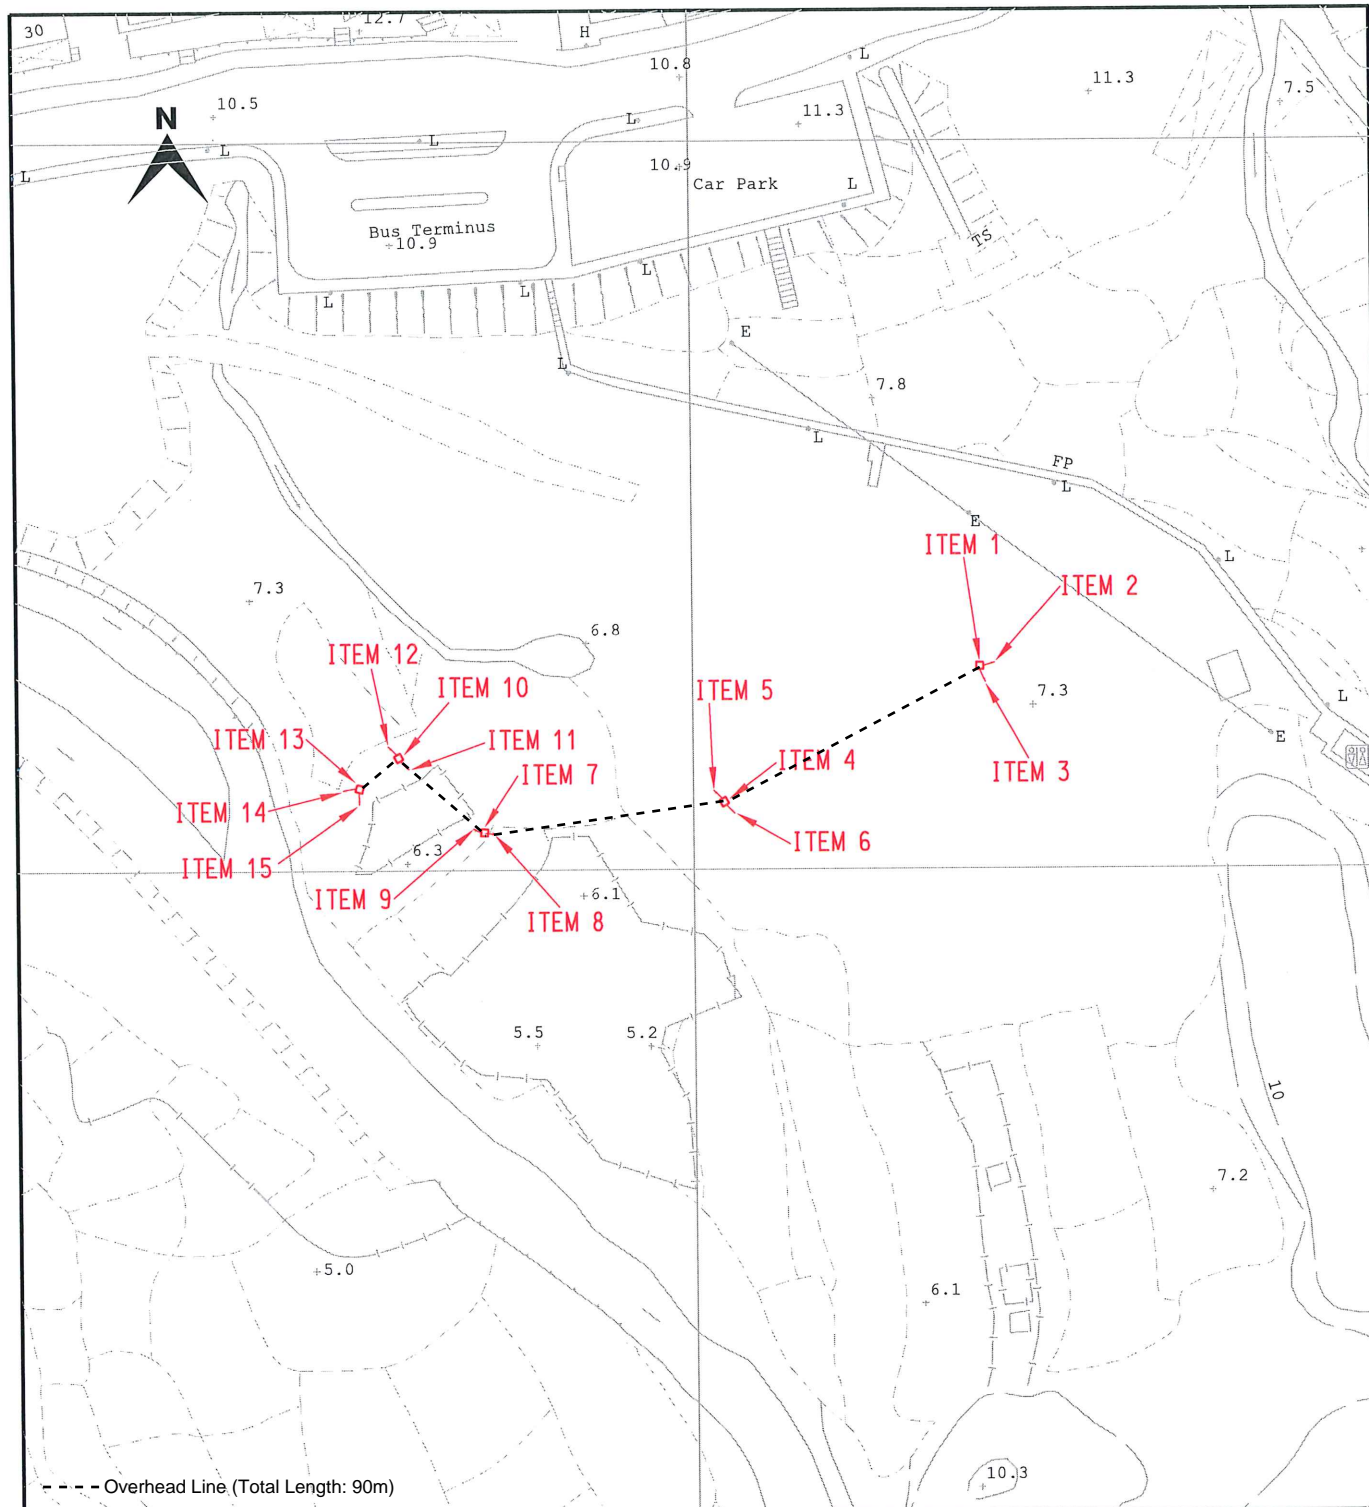 30
12.7
H
10.8
L
11.3
7.5
10.5
L
L
11.3
N
L
L
10.9
Car Park
L
Bus Terminus
10.9
TS
L
L
L
E
L
7.8
L
FP
L
E
ITEM 1
L
ITEM 2
7.3
6.8
ITEM 12
ITEM 10
ITEM 5
7.3
L
ITEM 13
ITEM 11
E
ITEM 7
ITEM 4
ITEM 3
ITEM 14
ITEM 6
6.3
ITEM 15
ITEM 9
6.1
ITEM 8
5.5
5.2
10
7.2
5.0
6.1
10.3
Overhead Line (Total Length: 90m)